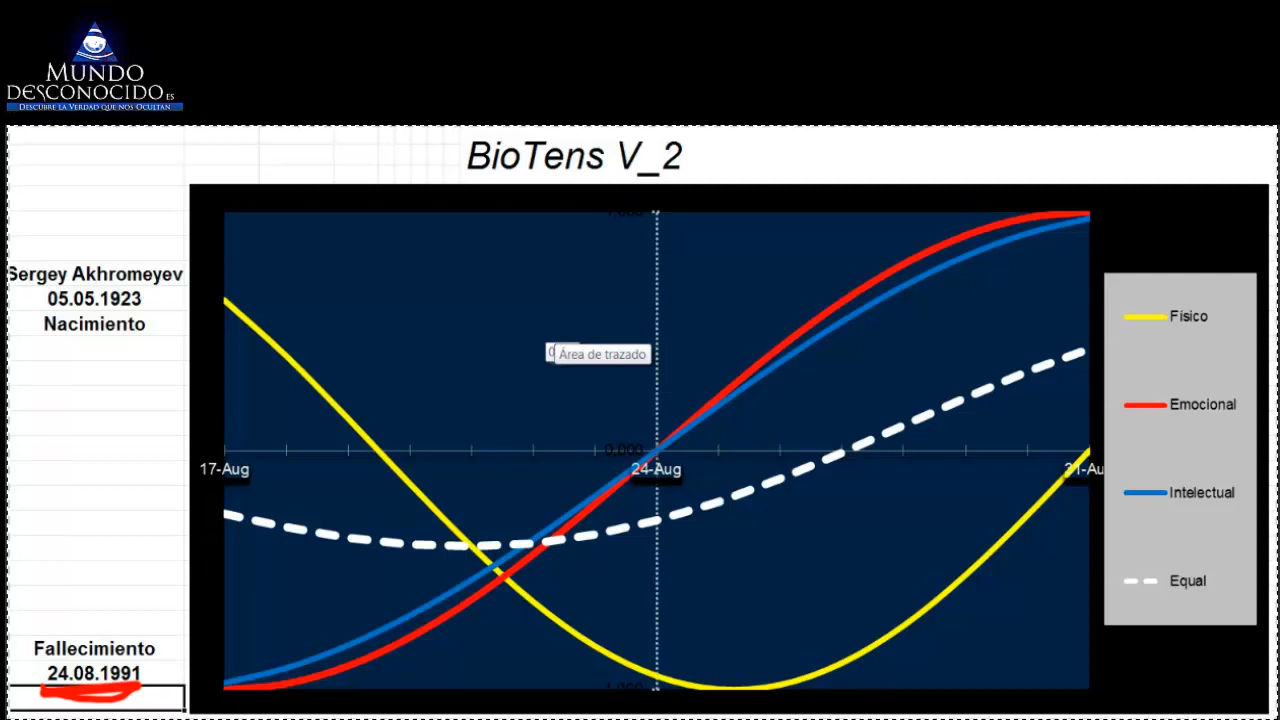 MUNDO
DESCONOCIDO.ES
DESCUBRE LA VERDAD QUE NOS OCULTAN
BioTens V_2
Sergey Akhromeyev
05.05.1923
Nacimiento
Área de trazado
0.000
17-Aug
24-Aug
Físico
Emocional
Intelectual
Equal
Fallecimiento
24.08.1991